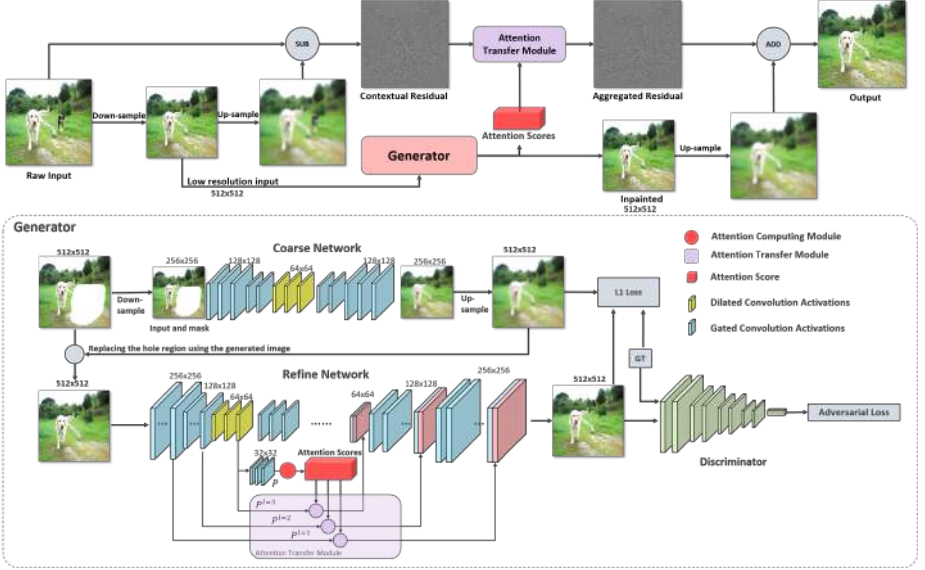 SUB
Attention
Transfer Module
ADD
Contextual Residual
Aggregated Residual
Output
Down-sample
Up-sample
Attention Scores
Generator
Up-sample
Raw Input
Low resolution input
512x512
Inpainted
512x512
Generator
512x512
Coarse Network
256x256
128x128
64x64
128x128
256x256
512x512
Down-
sample
Input and mask
Up-
sample
L1 Loss
Attention Computing Module
Attention Transfer Module
Attention Score
Dilated Convolution Activations
Gated Convolution Activations
Replacing the hole region using the generated image
GT
512x512
Refine Network
256x256
128x128
64x64
...
...
......
64x64
128x128
256x256
...
...
512x512
Adversarial Loss
Discriminator
32x32
P
Attention Scores
P^{l=3}
P^{l=2}
P^{l=1}
Attention Transfer Module